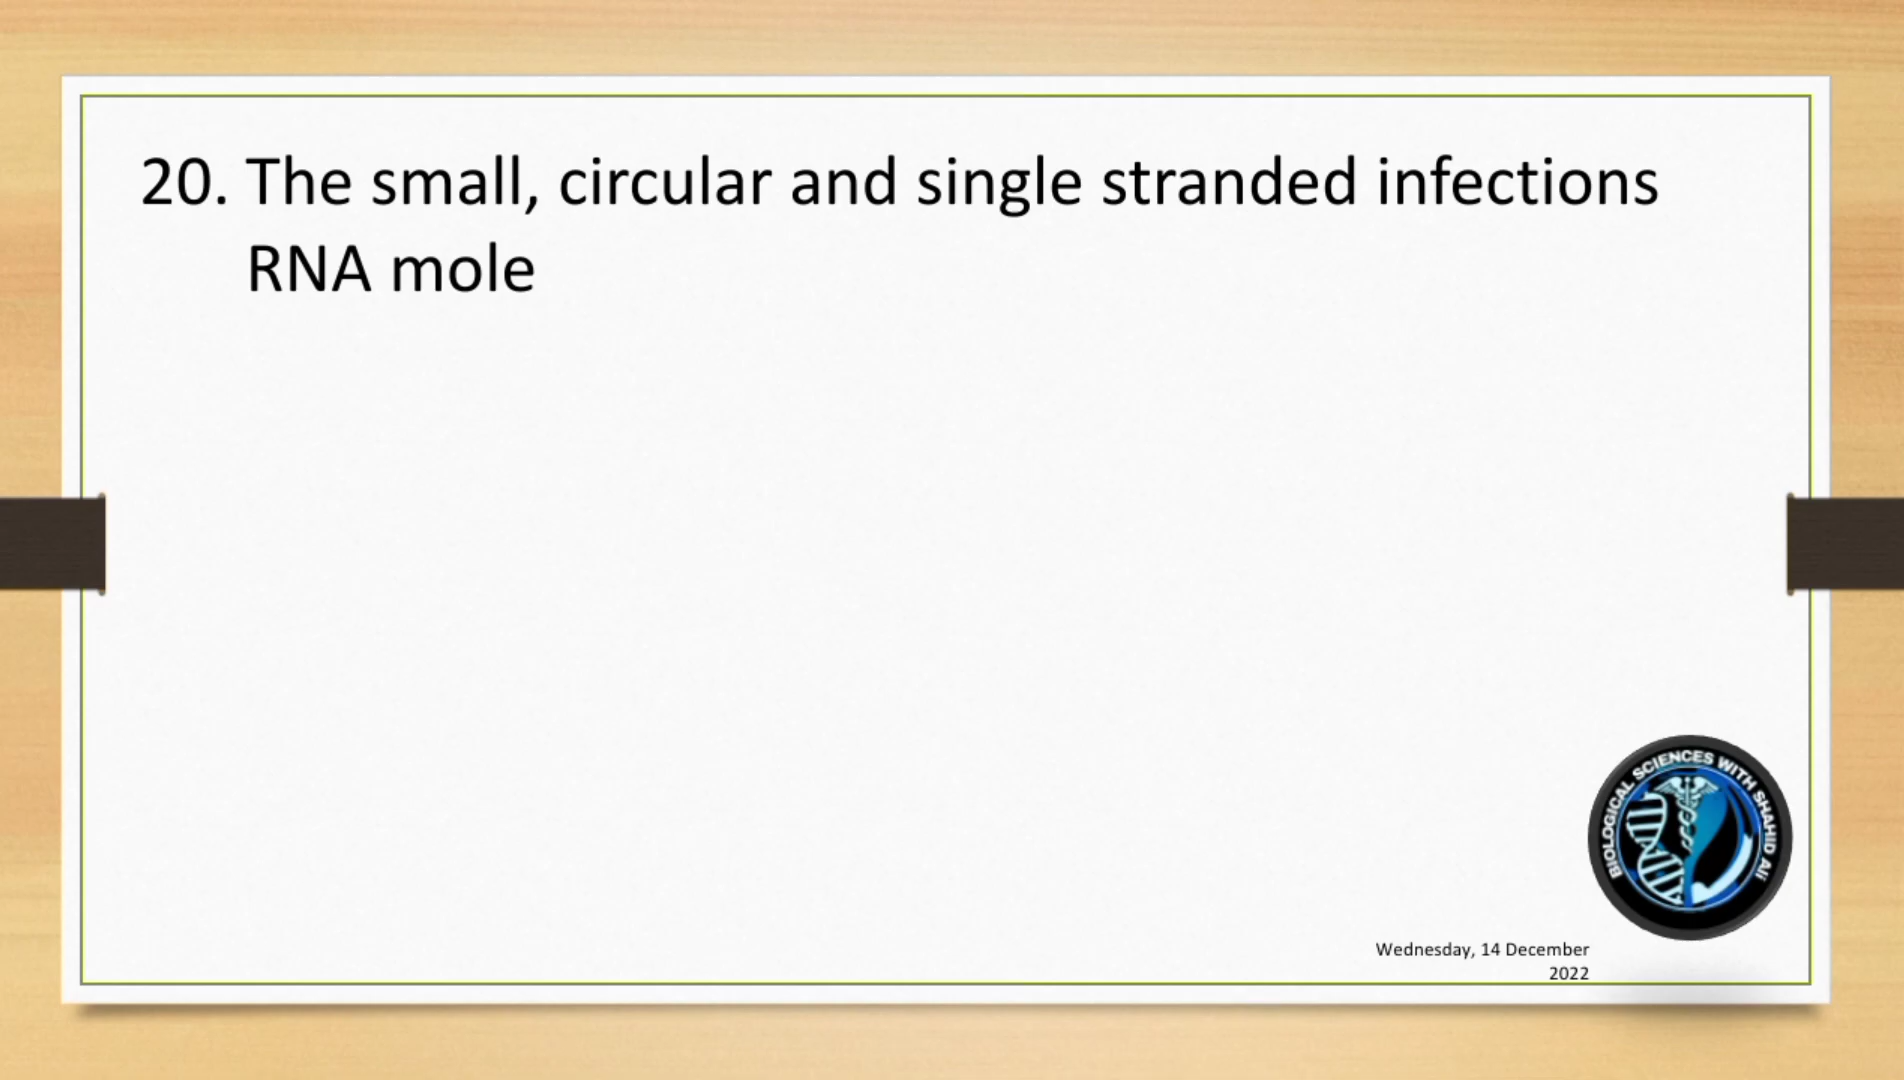 20. The small, circular and single stranded infections
RNA mole
BIOLOGICAL SCIENCES WITH SHAHID Ali
Wednesday, 14 December
2022